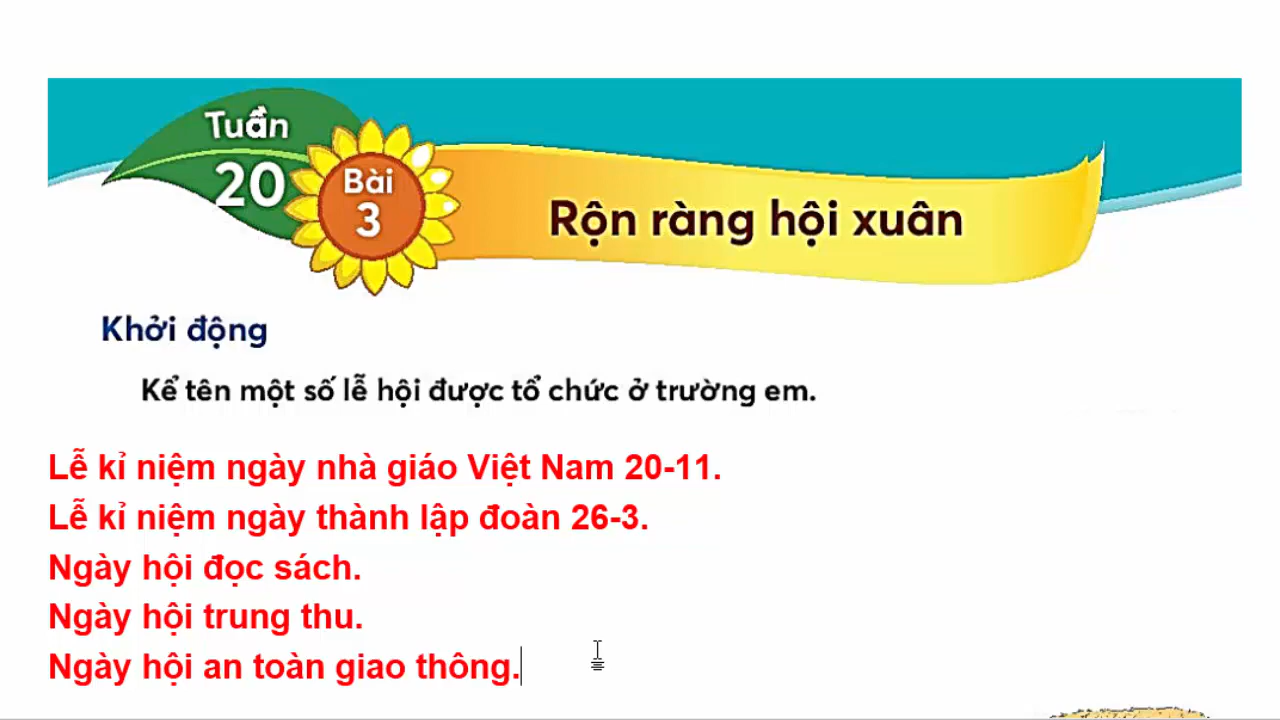 Tuần
20
Bài
3
Rộn ràng hội xuân
Khởi động
Kể tên một số lễ hội được tổ chức ở trường em.
Lễ kỉ niệm ngày nhà giáo Việt Nam 20-11.
Lễ kỉ niệm ngày thành lập đoàn 26-3.
Ngày hội đọc sách.
Ngày hội trung thu.
Ngày hội an toàn giao thông.